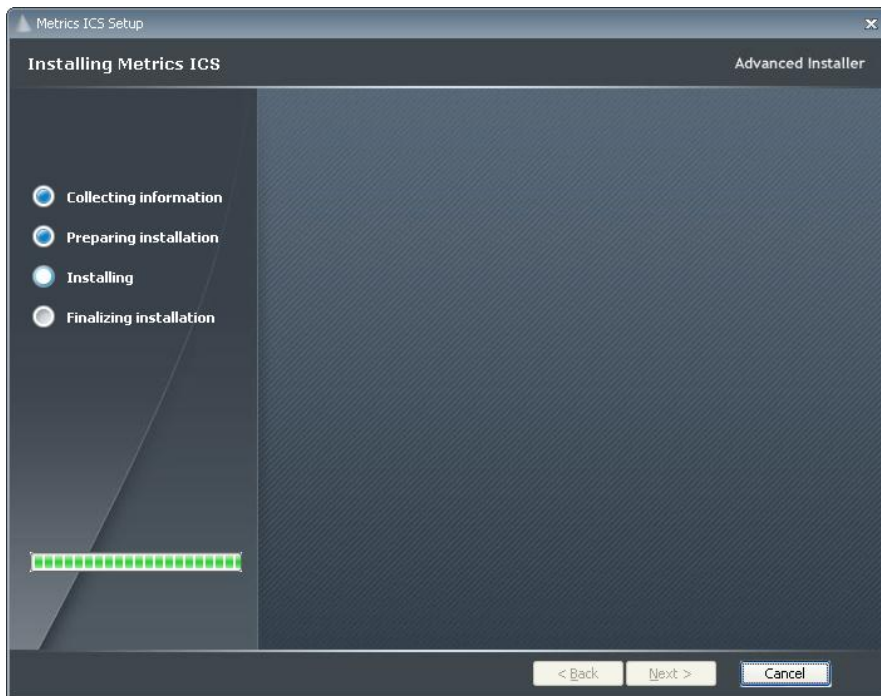 Metrics ICS Setup
Installing Metrics ICS
Advanced Installer
Collecting information
Preparing installation
Installing
Finalizing installation
< Back
Next >
Cancel